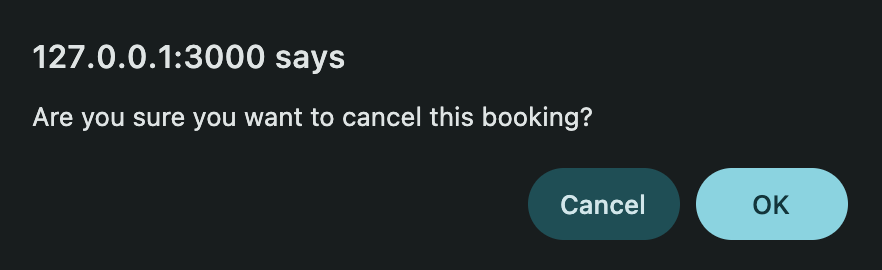 127.0.0.1:3000 says
Are you sure you want to cancel this booking?
Cancel
OK